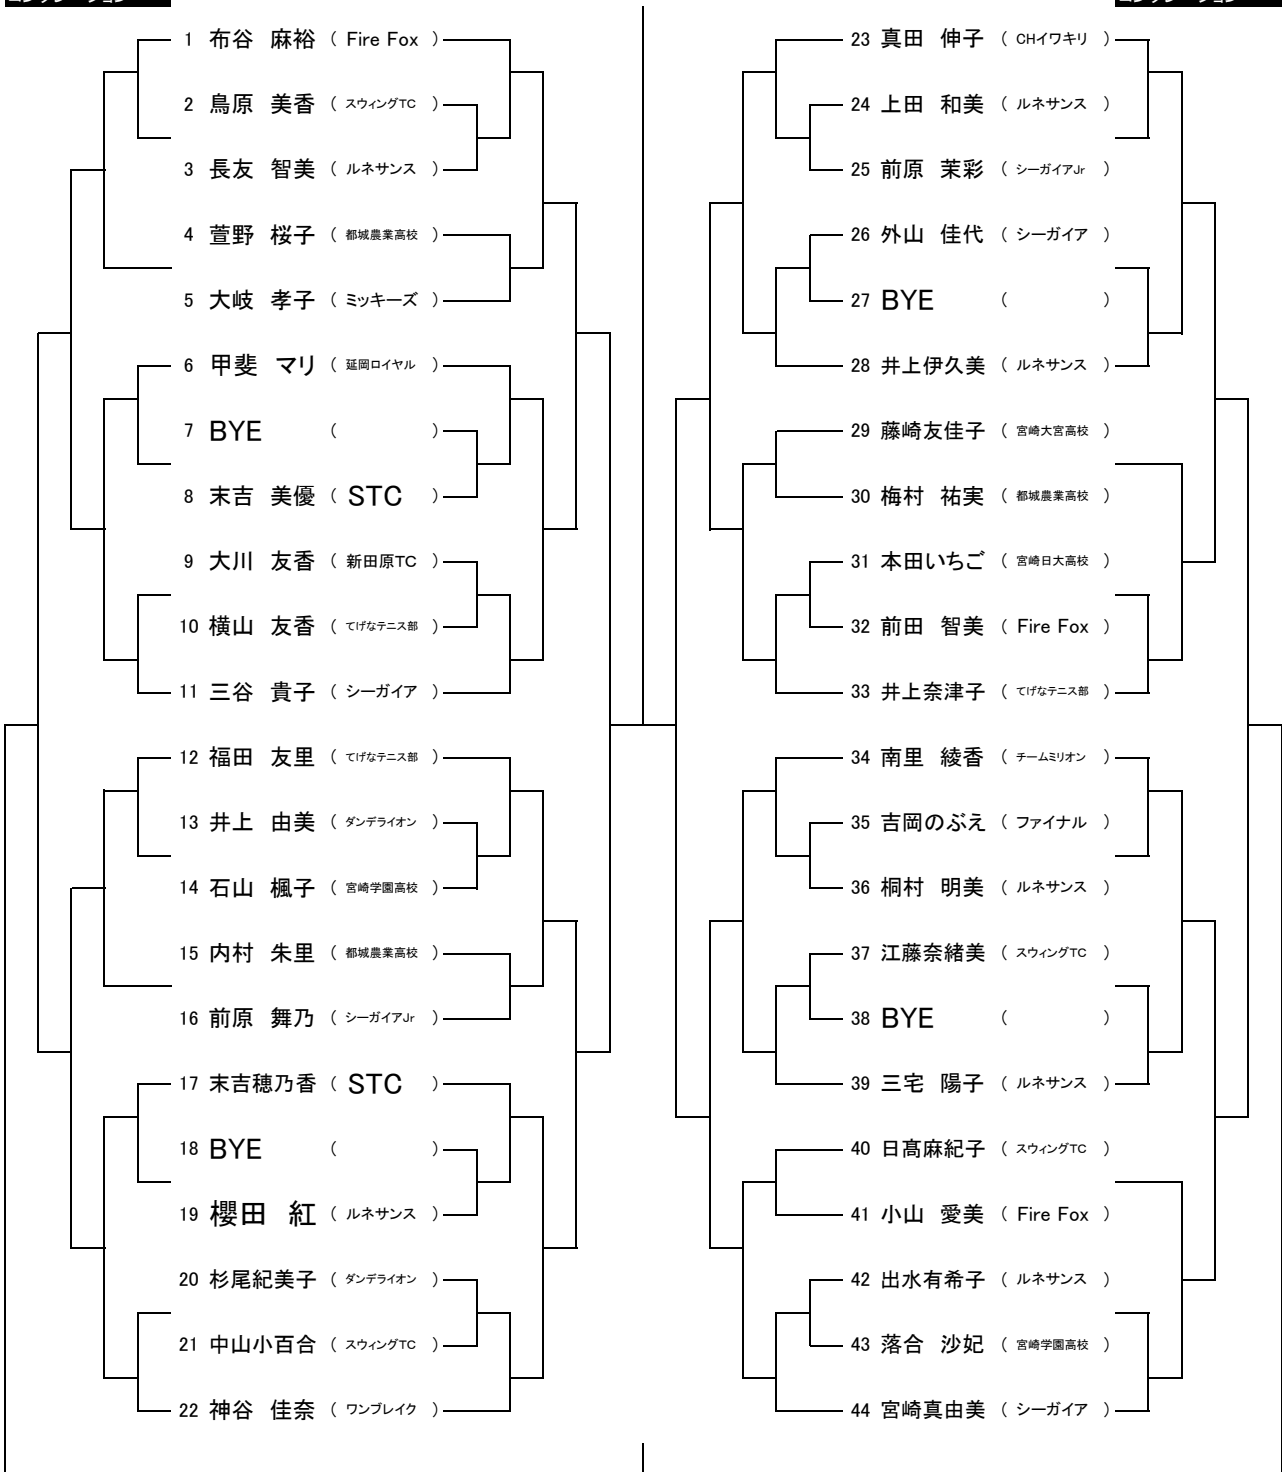 1 布谷 麻裕 ( Fire Fox )
2 鳥原 美香 ( スウィングTC )
3 長友 智美 ( ルネサンス )
4 萱野 桜子 ( 都城農業高校 )
5 大岐 孝子 ( ミッキーズ )
6 甲斐 マリ ( 延岡ロイヤル )
7 BYE ( )
8 末吉 美優 ( STC )
9 大川 友香 ( 新田原TC )
10 横山 友香 ( てげなテニス部 )
11 三谷 貴子 ( シーガイア )
12 福田 友里 ( てげなテニス部 )
13 井上 由美 ( ダンデライオン )
14 石山 楓子 ( 宮崎学園高校 )
15 内村 朱里 ( 都城農業高校 )
16 前原 舞乃 ( シーガイアJr )
17 末吉穂乃香 ( STC )
18 BYE ( )
19 櫻田 紅 ( ルネサンス )
20 杉尾紀美子 ( ダンデライオン )
21 中山小百合 ( スウィングTC )
22 神谷 佳奈 ( ワンブレイク )
23 真田 伸子 ( CHイワキリ )
24 上田 和美 ( ルネサンス )
25 前原 茉彩 ( シーガイアJr )
26 外山 佳代 ( シーガイア )
27 BYE ( )
28 井上伊久美 ( ルネサンス )
29 藤崎友佳子 ( 宮崎大宮高校 )
30 梅村 祐実 ( 都城農業高校 )
31 本田いちご ( 宮崎日大高校 )
32 前田 智美 ( Fire Fox )
33 井上奈津子 ( てげなテニス部 )
34 南里 綾香 ( チームミリオン )
35 吉岡のぶえ ( ファイナル )
36 桐村 明美 ( ルネサンス )
37 江藤奈緒美 ( スウィングTC )
38 BYE ( )
39 三宅 陽子 ( ルネサンス )
40 日髙麻紀子 ( スウィングTC )
41 小山 愛美 ( Fire Fox )
42 出水有希子 ( ルネサンス )
43 落合 沙妃 ( 宮崎学園高校 )
44 宮崎真由美 ( シーガイア )